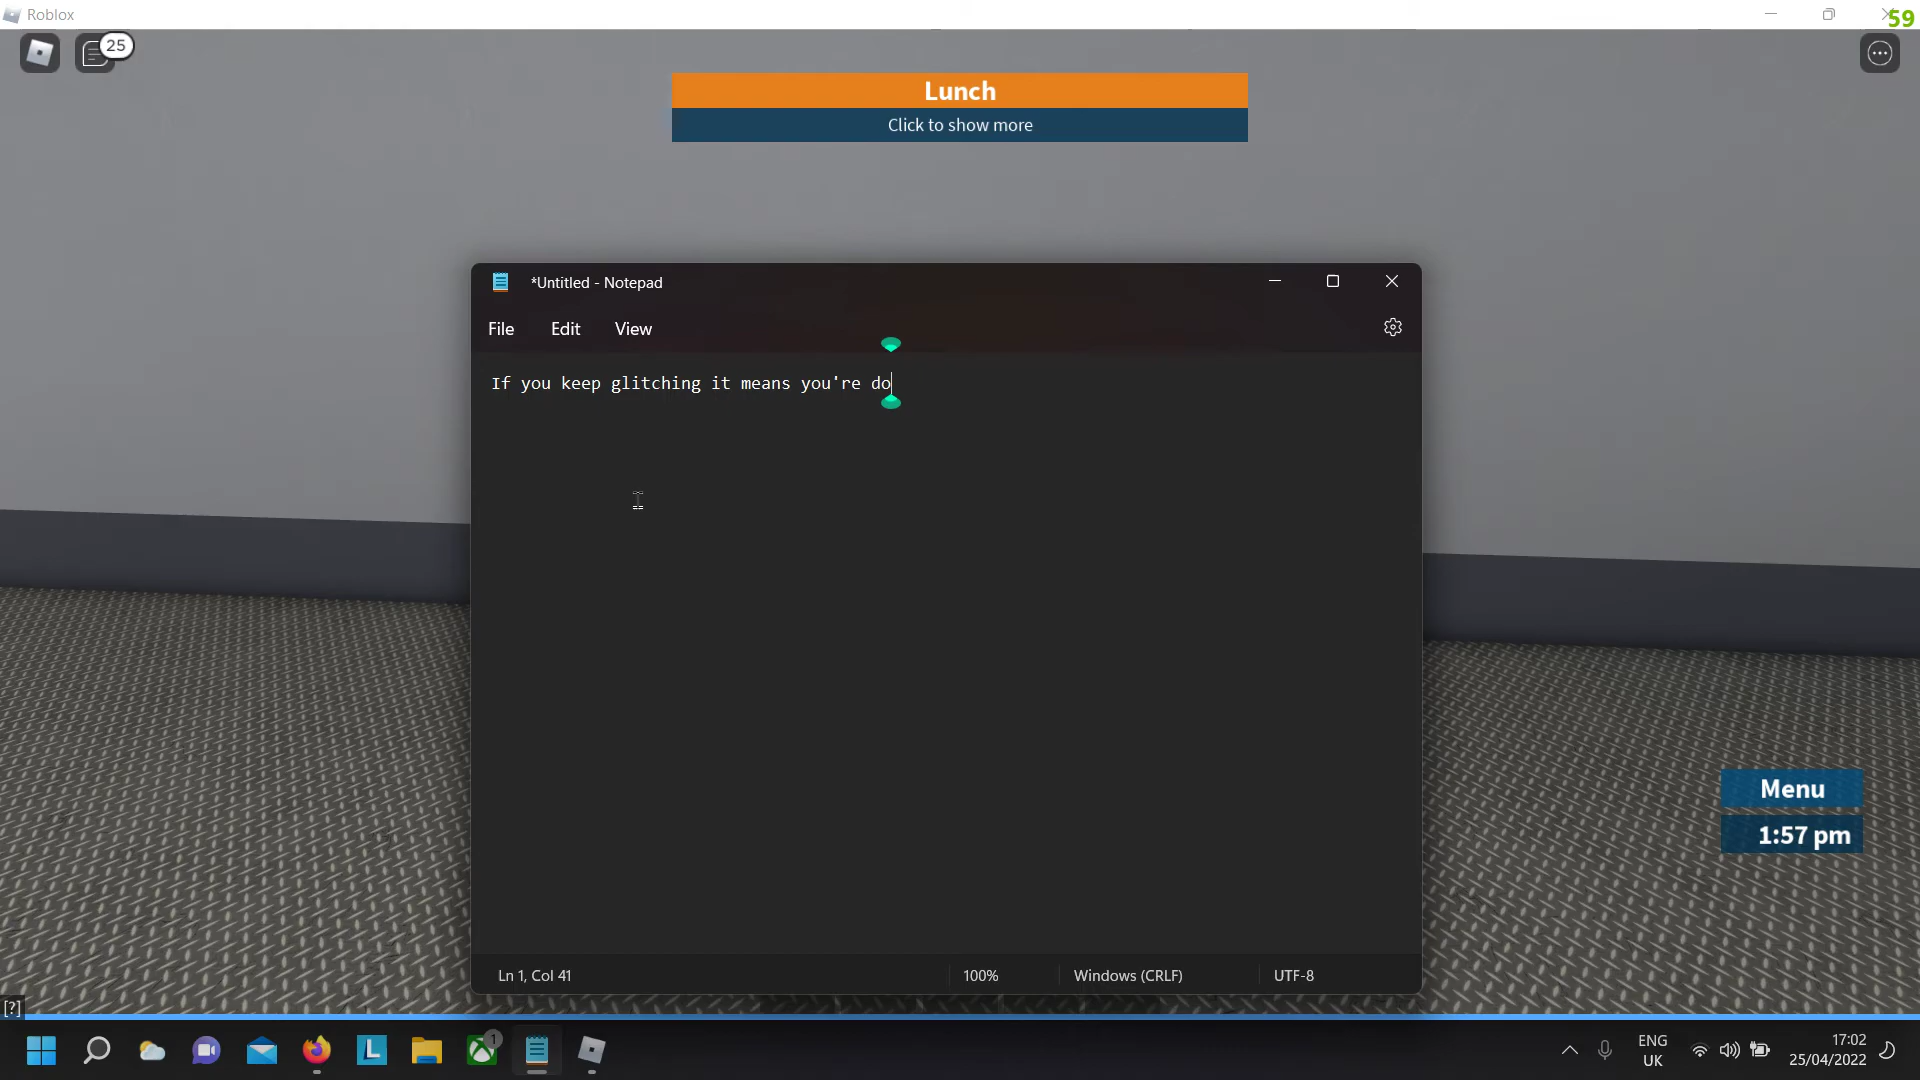 Roblox
59
25
Lunch
Click to show more
*Untitled - Notepad
File Edit View
If you keep glitching it means you're do
Menu
1:57 pm
Ln 1, Col 41 100% Windows (CRLF) UTF-8
[?]
L
1
ENG
UK
17:02
25/04/2022